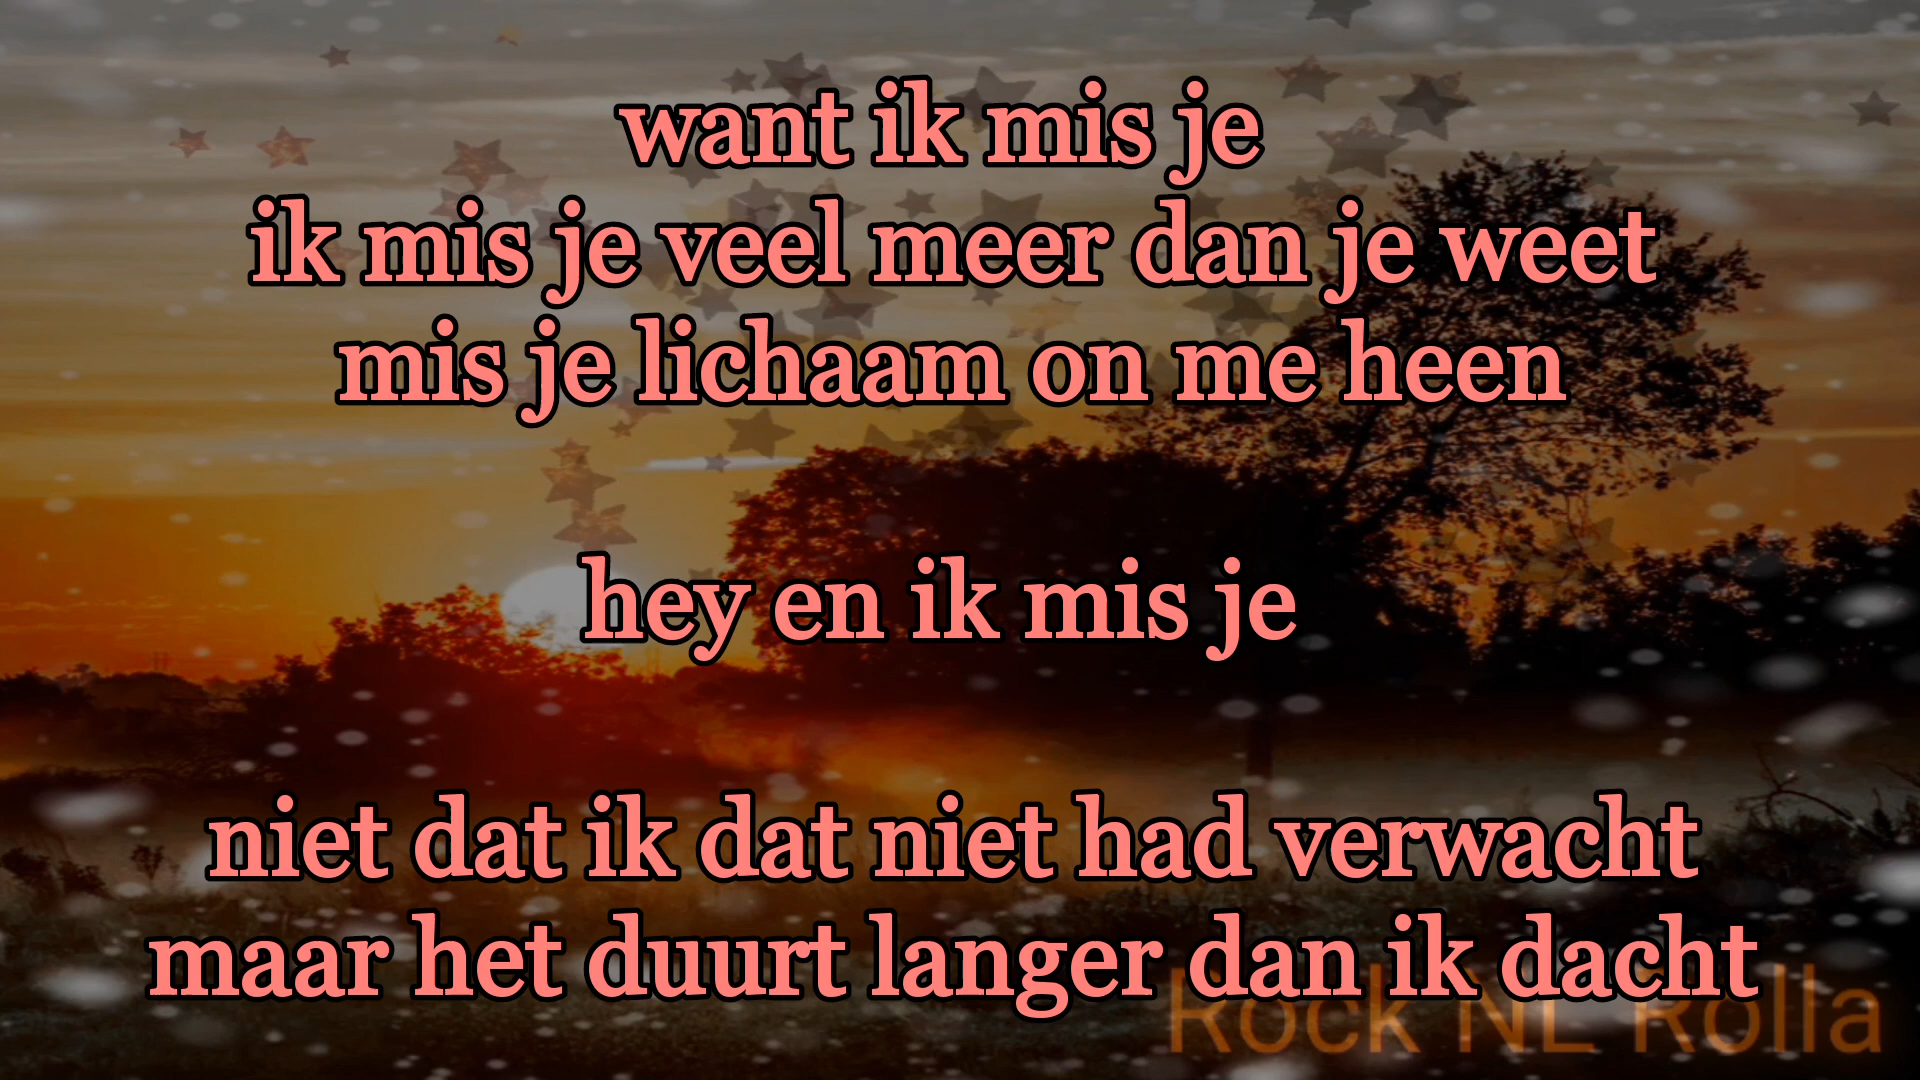 want ik mis je
ik mis je veel meer dan je weet
mis je lichaam on me heen
hey en ik mis je
niet dat ik dat niet had verwacht
maar het duurt langer dan ik dacht
Rock NL Rolla